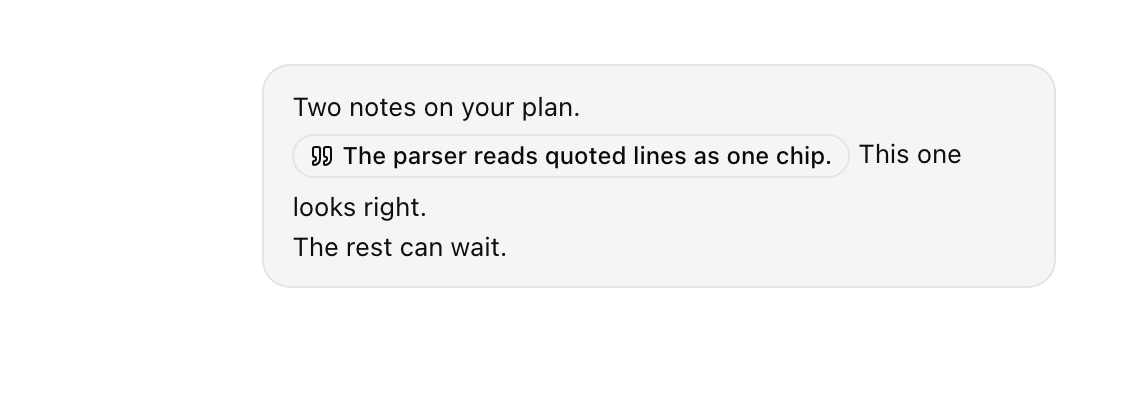 Two notes on your plan.
The parser reads quoted lines as one chip. This one
looks right.
The rest can wait.